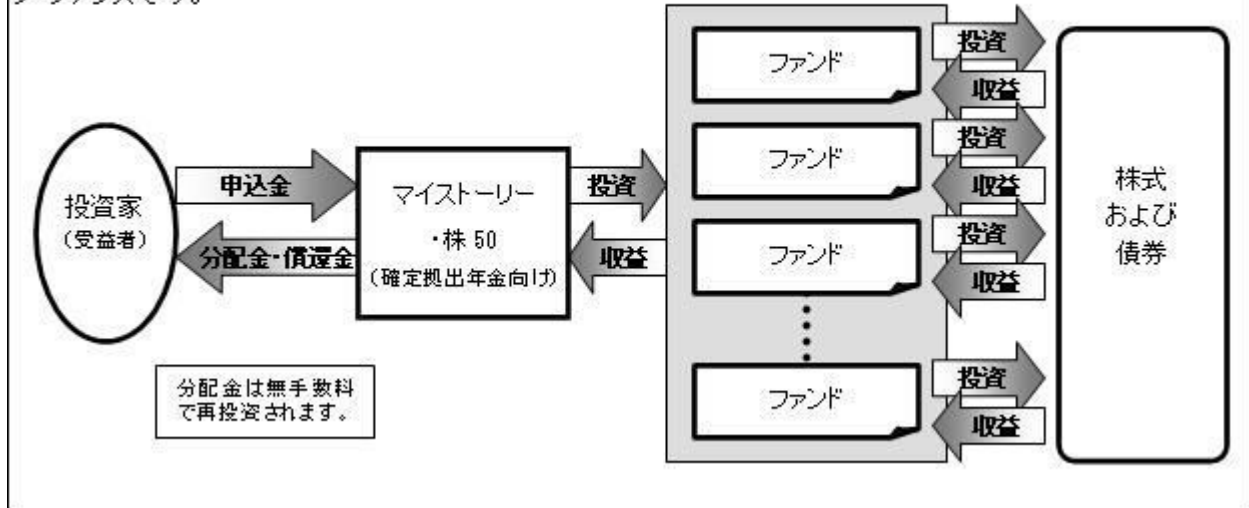 ファンド
投資
収益
ファンド
投資
収益
ファンド
投資
収益
ファンド
投資
収益
投資家
（受益者）
申込金
分配金・償還金
マイストーリー
・株 50
（確定拠出年金向け）
投資
収益
株式
および
債券
分配金は無手数料
で再投資されます。